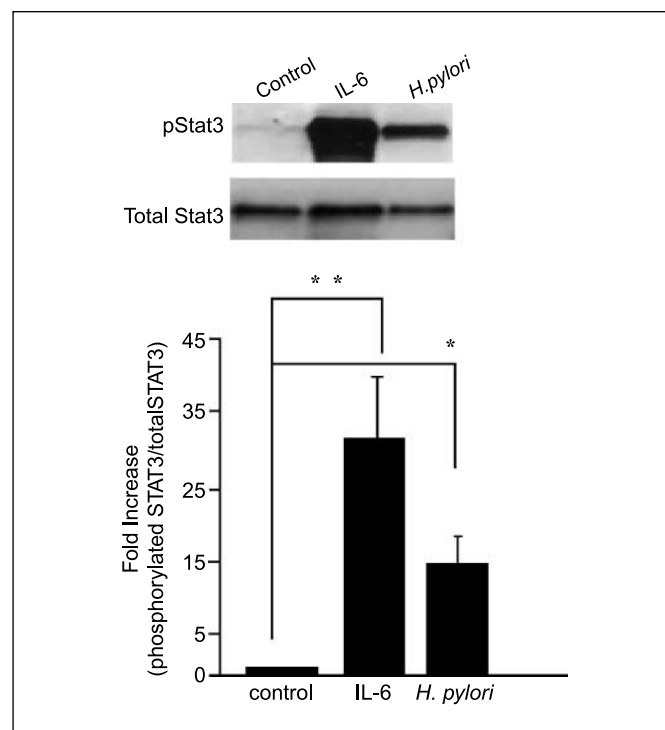 Control IL-6 H.pylori
pStat3
Total Stat3
* *
*
45
35
25
15
5
0
Fold Increase
(phosphorylated STAT3/totalSTAT3)
control IL-6 H. pylori